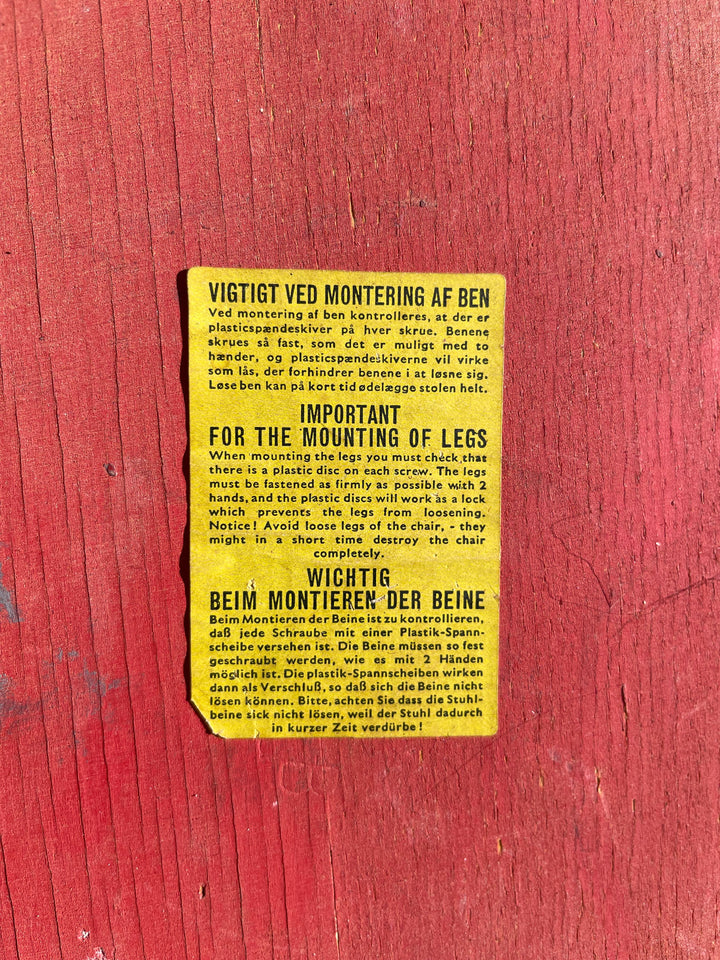 VIGTIGT VED MONTERING AF BEN
Ved montering af ben kontrolleres, at der er
plasticspændeskiver på hver skrue. Benene
skrues så fast, som det er muligt med to
hænder, og plasticspændeskiverne vil virke
som lås, der forhindrer benene i at løsne sig.
Løse ben kan på kort tid ødelægge stolen helt.
IMPORTANT
FOR THE MOUNTING OF LEGS
When mounting the legs you must check that
there is a plastic disc on each screw. The legs
must be fastened as firmly as possible with 2
hands, and the plastic discs will work as a lock
which prevents the legs from loosening.
Notice! Avoid loose legs of the chair, - they
might in a short time destroy the chair
completely.
WICHTIG
BEIM MONTIEREN DER BEINE
Beim Montieren der Beine ist zu kontrollieren,
daß jede Schraube mit einer Plastik-Spann-
scheibe versehen ist. Die Beine müssen so fest
geschraubt werden, wie es mit 2 Händen
möglich ist. Die plastik-Spannscheiben wirken
dann als Verschluß, so daß sich die Beine nicht
lösen können. Bitte, achten Sie dass die Stuhl-
beine sick nicht lösen, weil der Stuhl dadurch
in kurzer Zeit verdürbe!